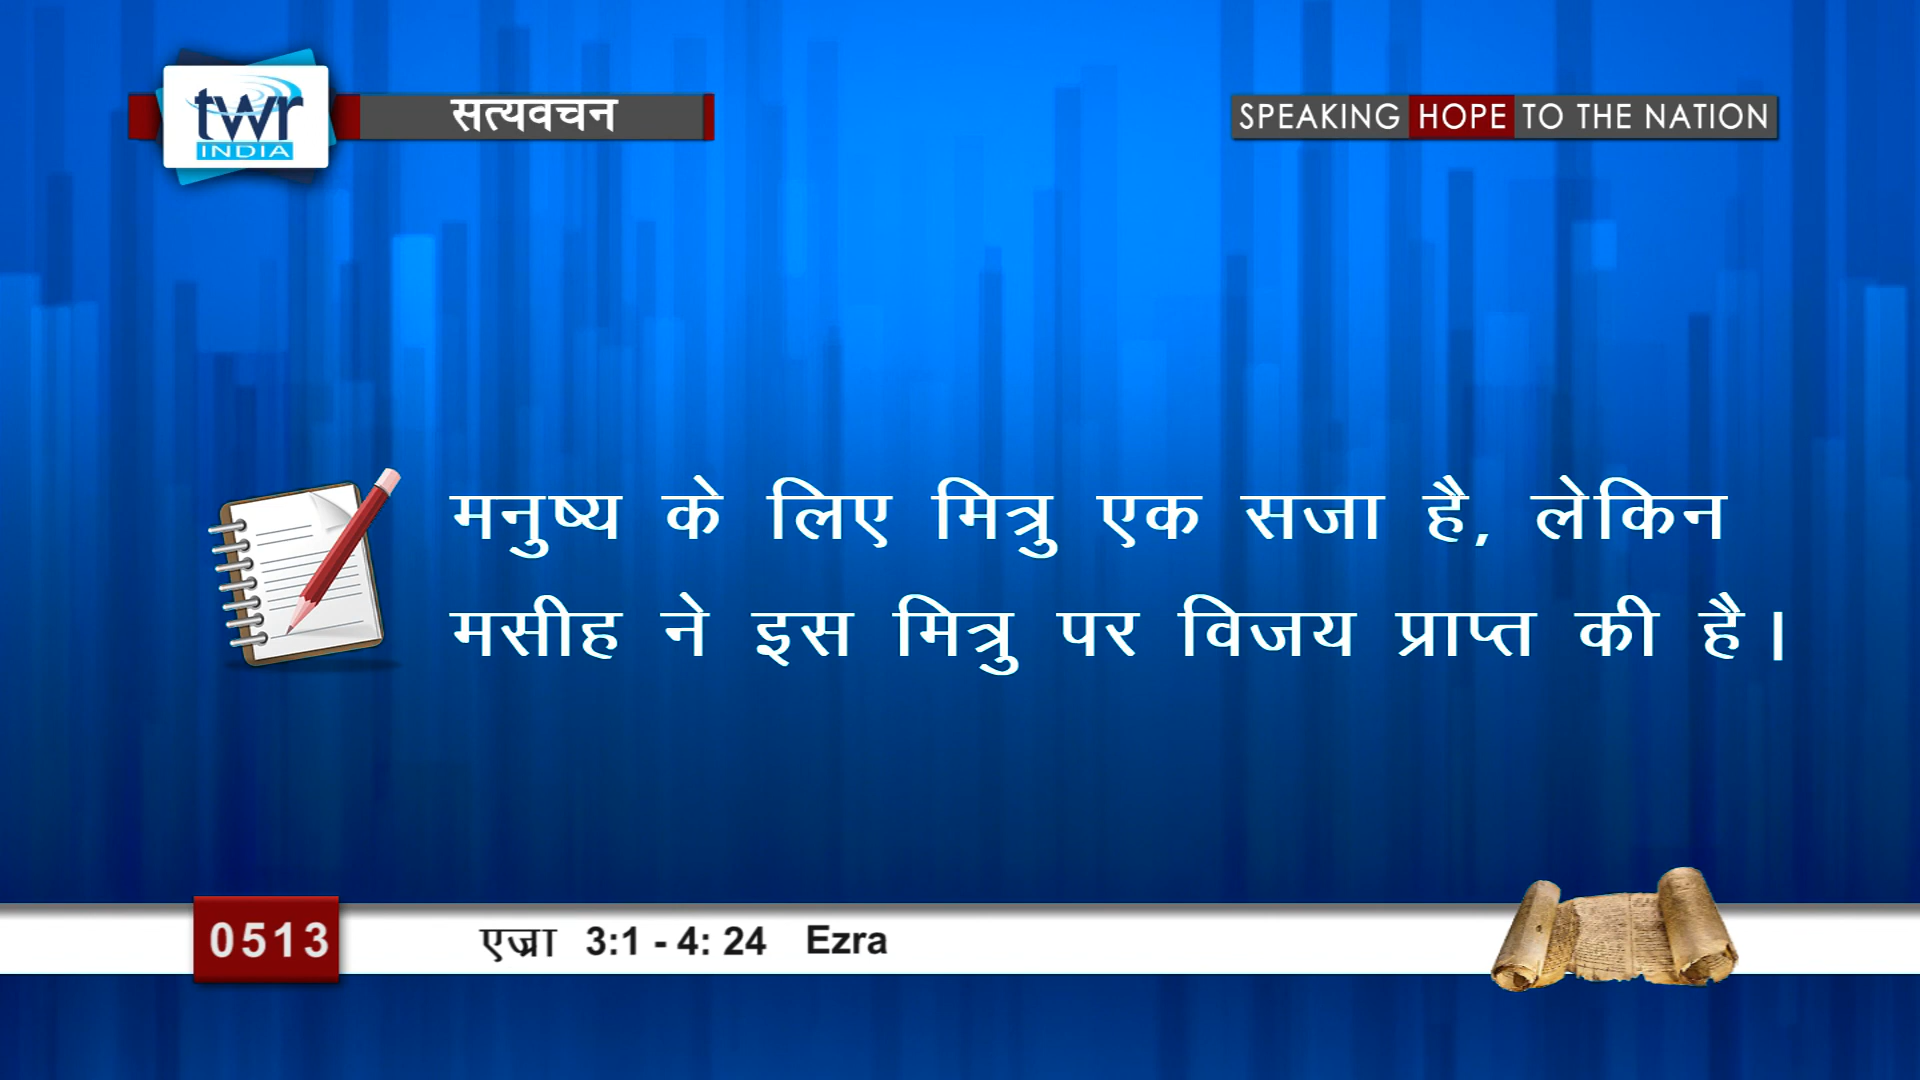 twr
INDIA
सत्यवचन
SPEAKING HOPE TO THE NATION
मनुष्य के लिए मित्रु एक सजा है, लेकिन
मसीह ने इस मित्रु पर विजय प्राप्त की है।
0513 एज्रा 3:1 - 4: 24 Ezra